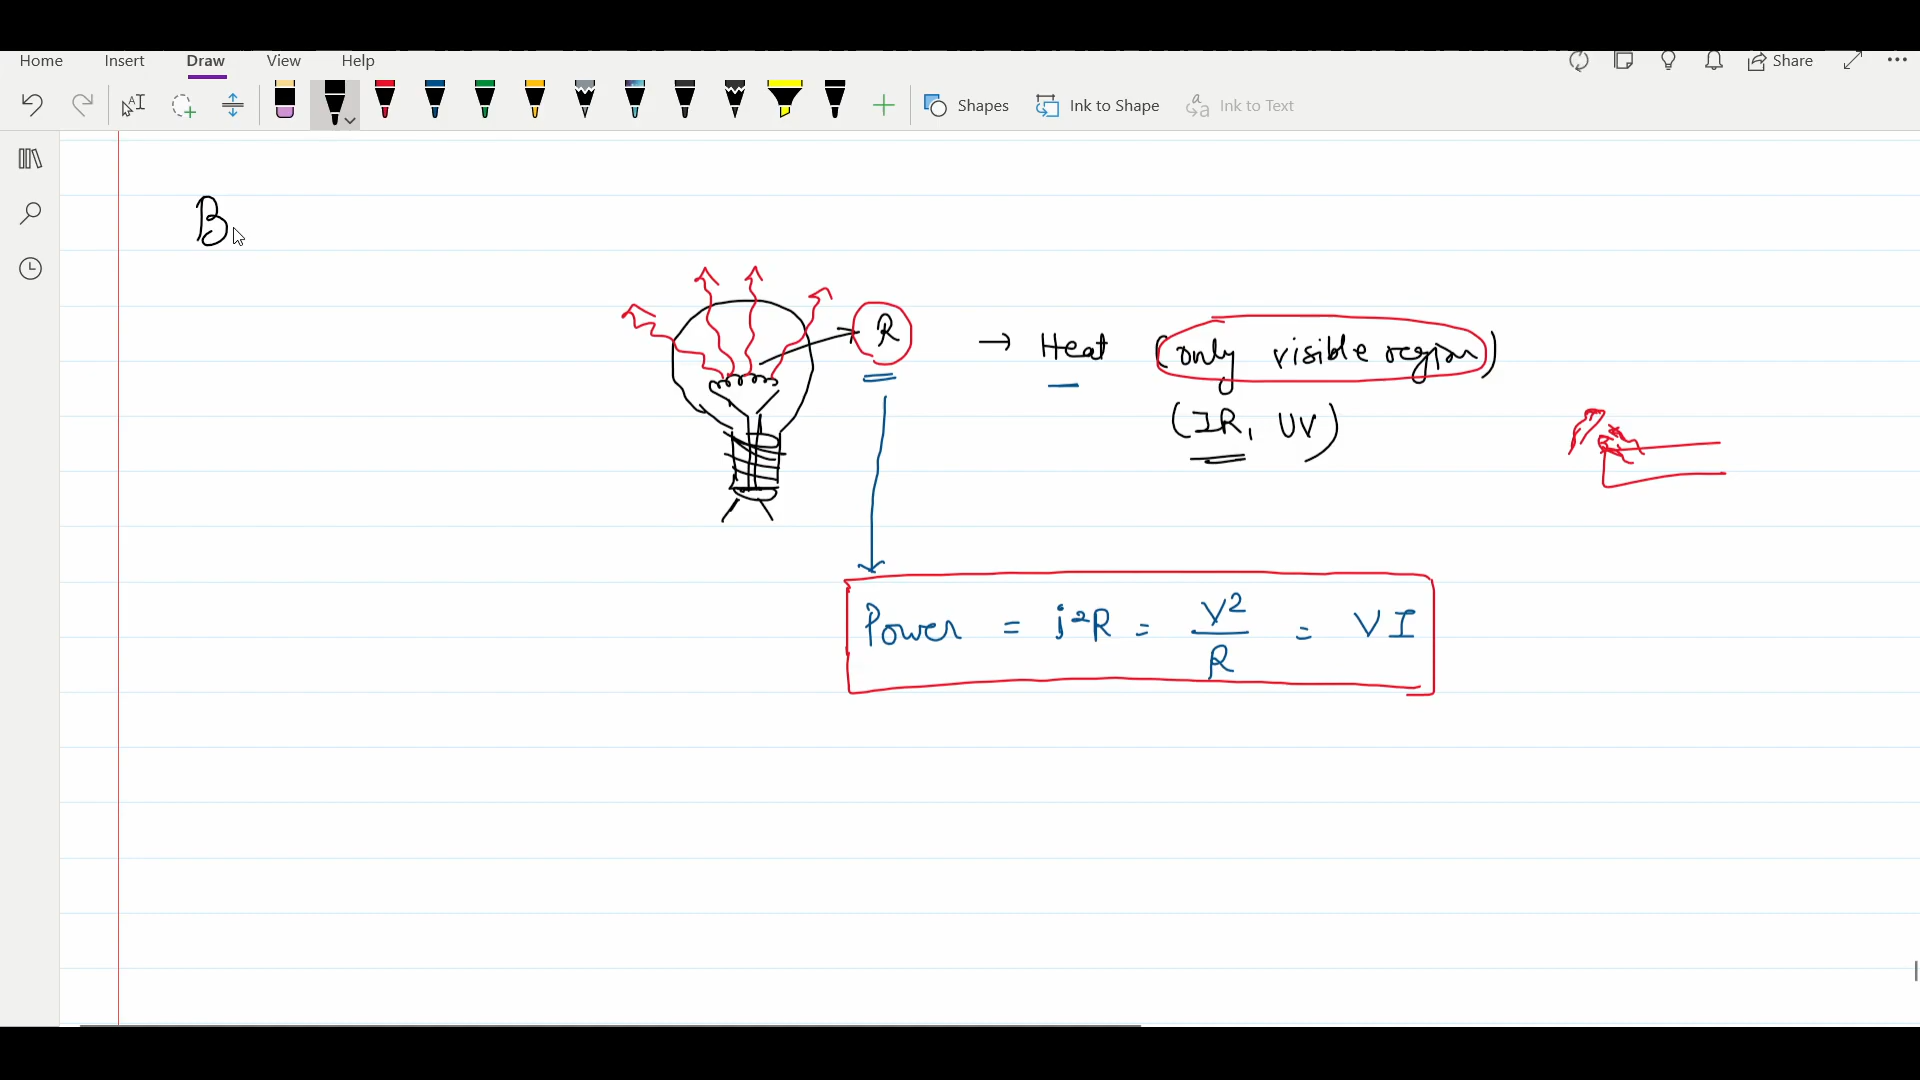 Home Insert Draw View Help Share
Shapes Ink to Shape Ink to Text
B
R → Heat (only visible region)
(IR, UV)
Power = i²R = V²/R = VI